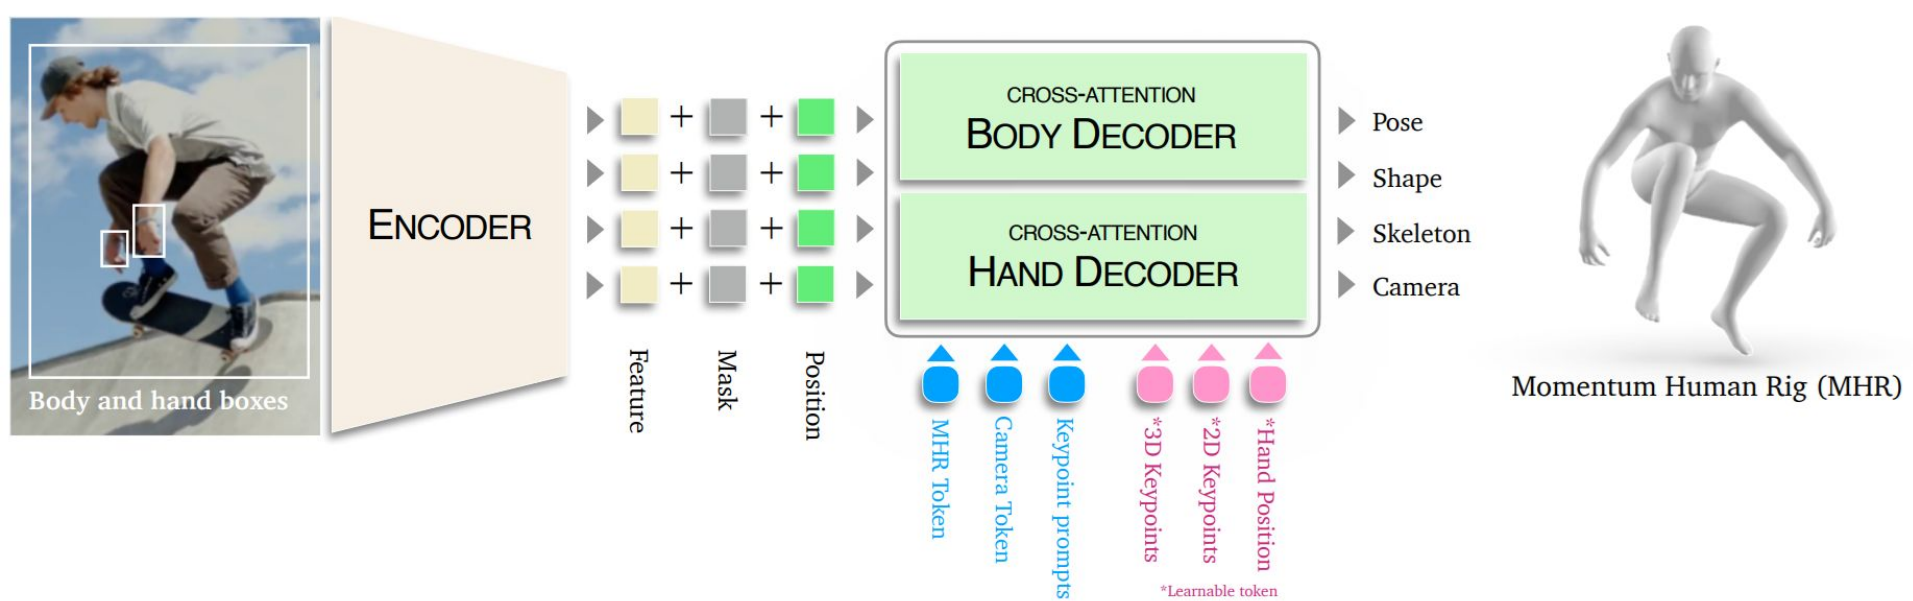 Body and hand boxes
ENCODER
Feature
Mask
Position
CROSS-ATTENTION
BODY DECODER
CROSS-ATTENTION
HAND DECODER
MHR Token
Camera Token
Keypoint prompts
*3D Keypoints
*2D Keypoints
*Hand Position
*Learnable token
Pose
Shape
Skeleton
Camera
Momentum Human Rig (MHR)